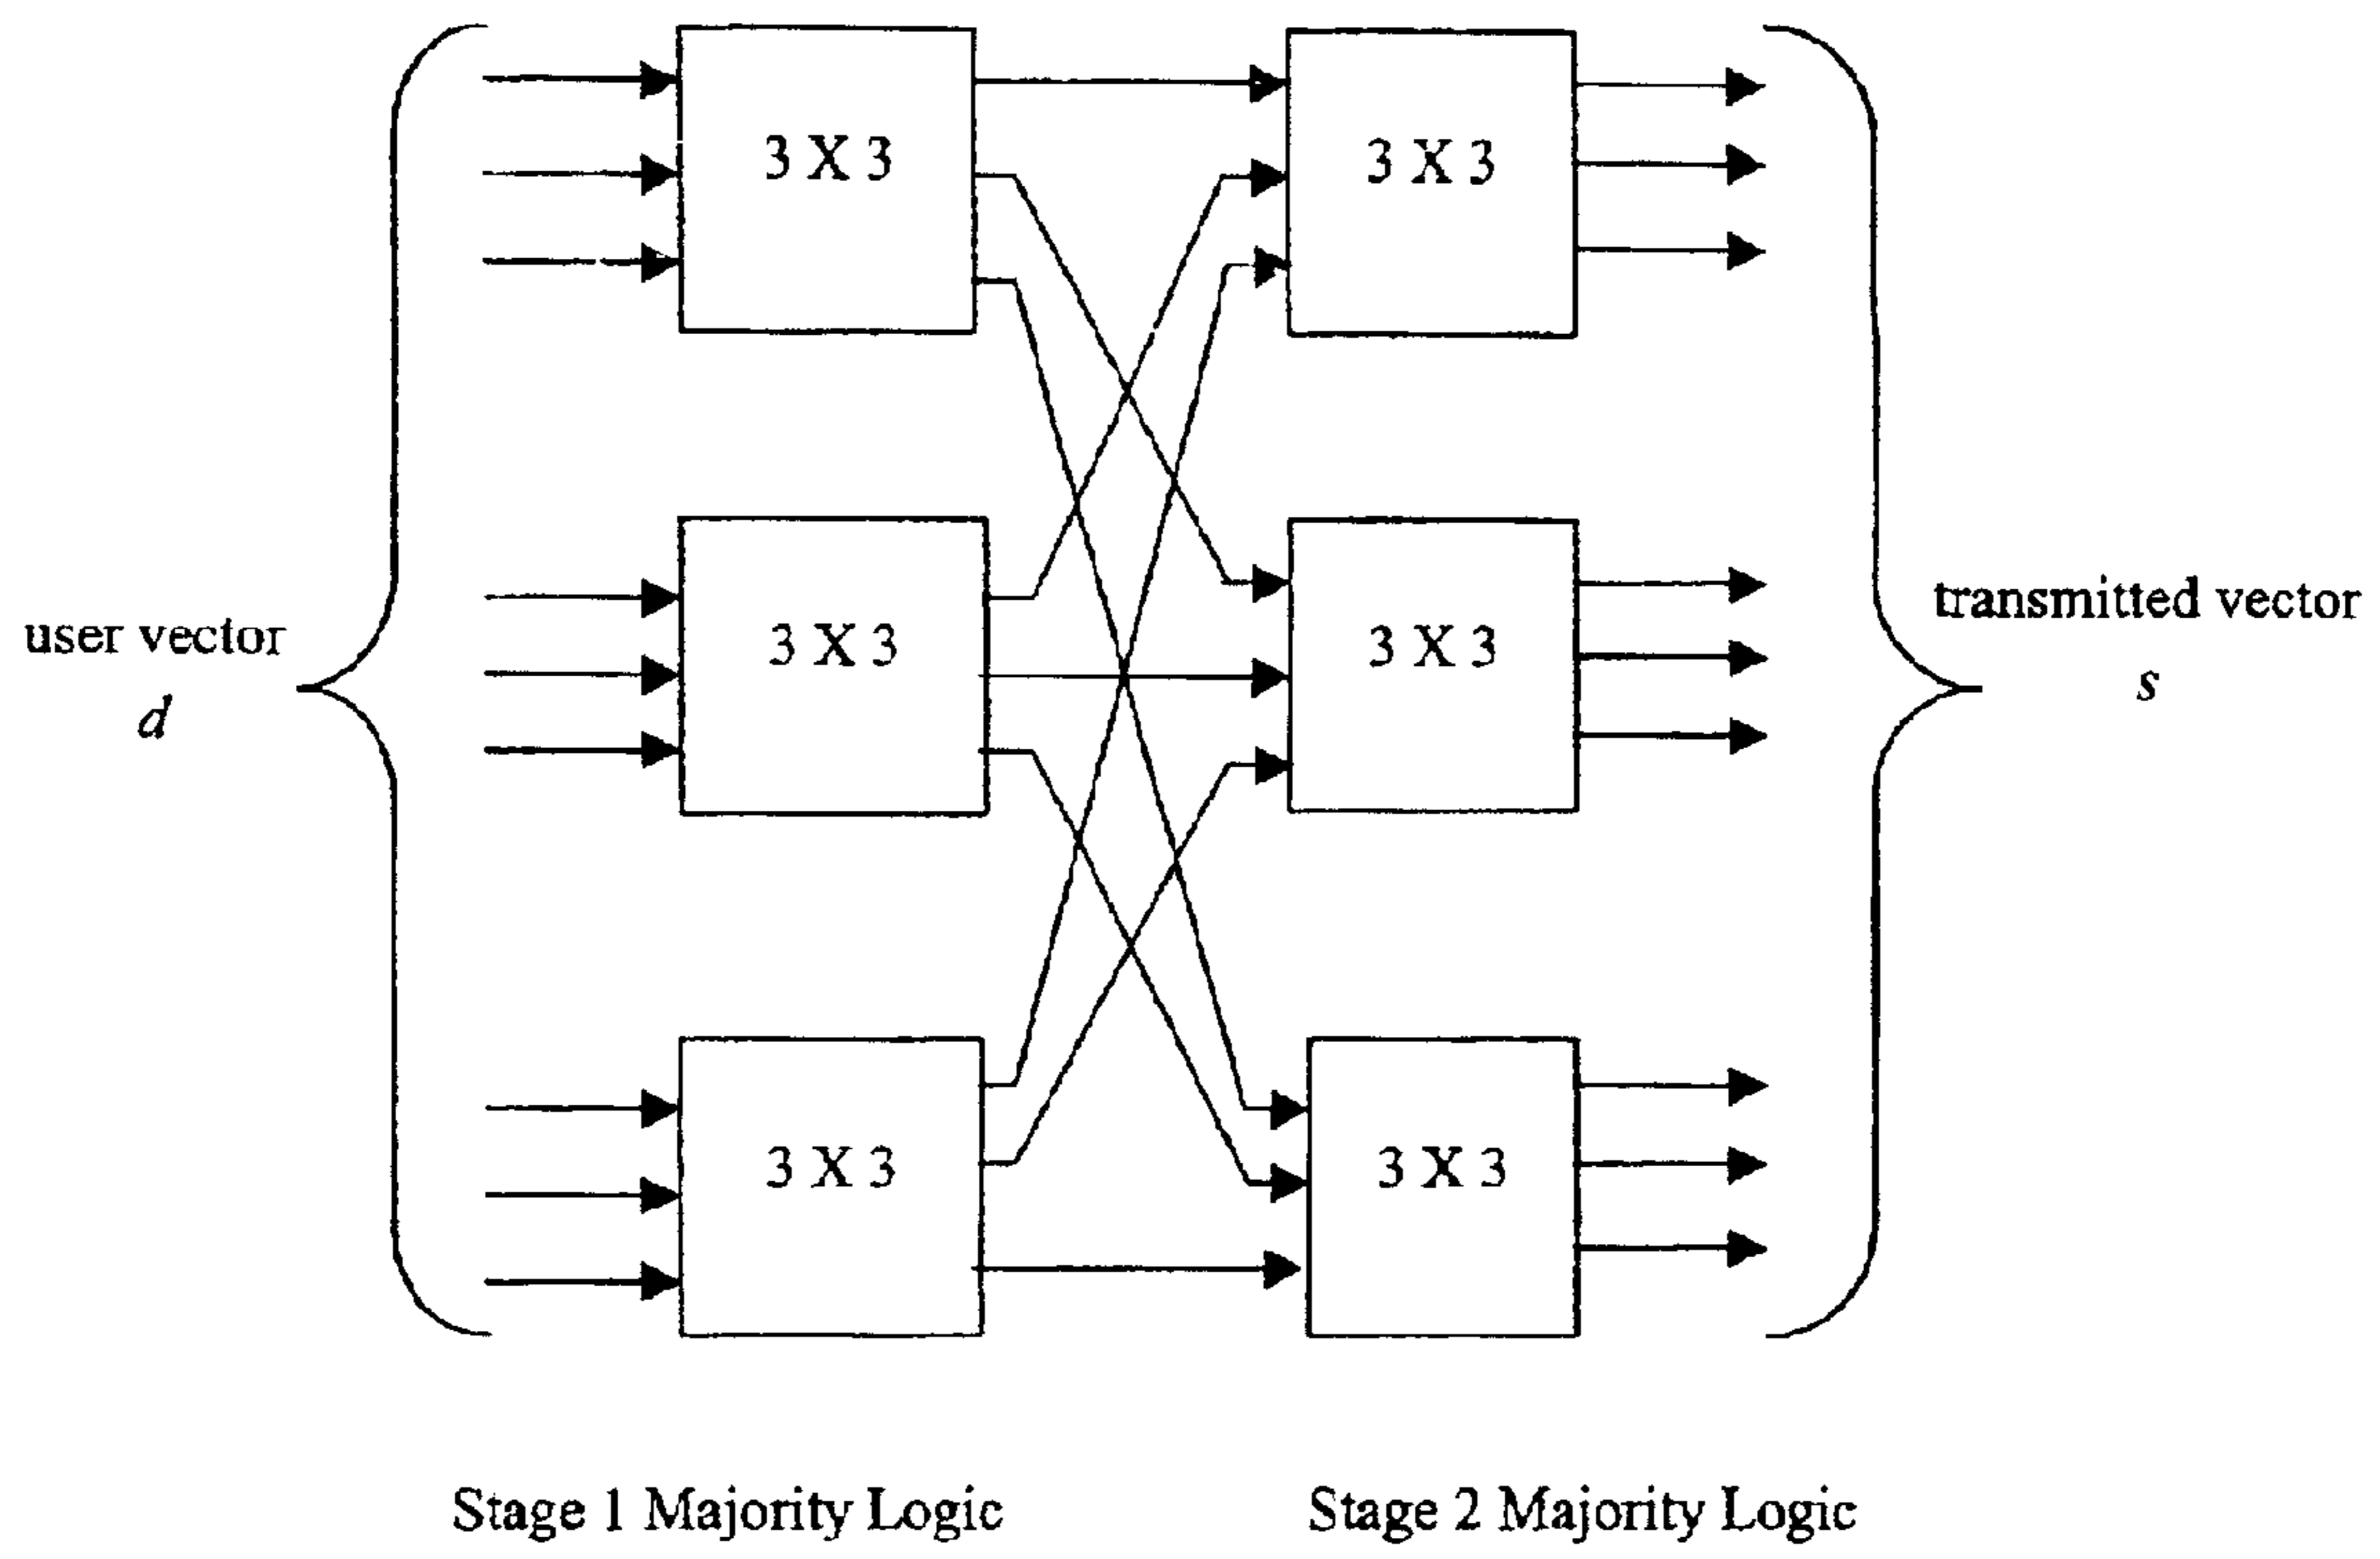 3 X 3
3 X 3
3 X 3
3 X 3
user vector
d
transmitted vector
s
3 X 3
3 X 3
Stage 1 Majority Logic
Stage 2 Majority Logic